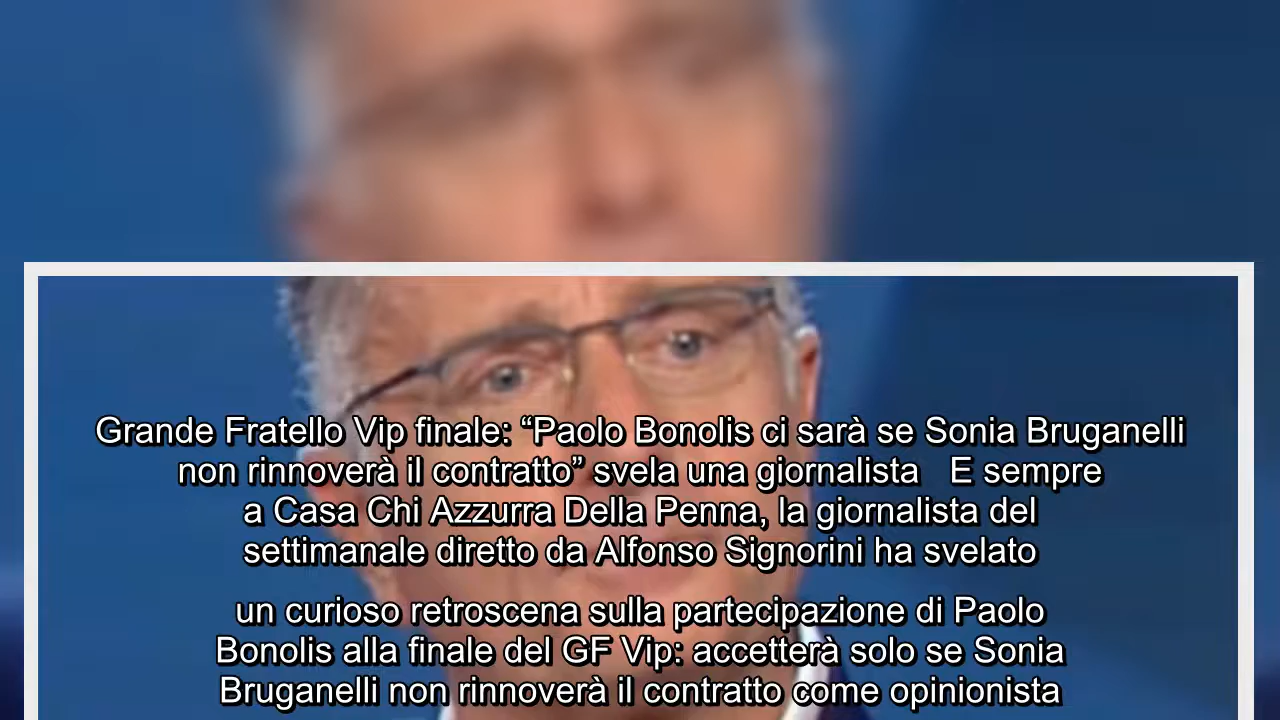 Grande Fratello Vip finale: “Paolo Bonolis ci sarà se Sonia Bruganelli
non rinnoverà il contratto” svela una giornalista   E sempre
a Casa Chi Azzurra Della Penna, la giornalista del
settimanale diretto da Alfonso Signorini ha svelato
un curioso retroscena sulla partecipazione di Paolo
Bonolis alla finale del GF Vip: accetterà solo se Sonia
Bruganelli non rinnoverà il contratto come opinionista